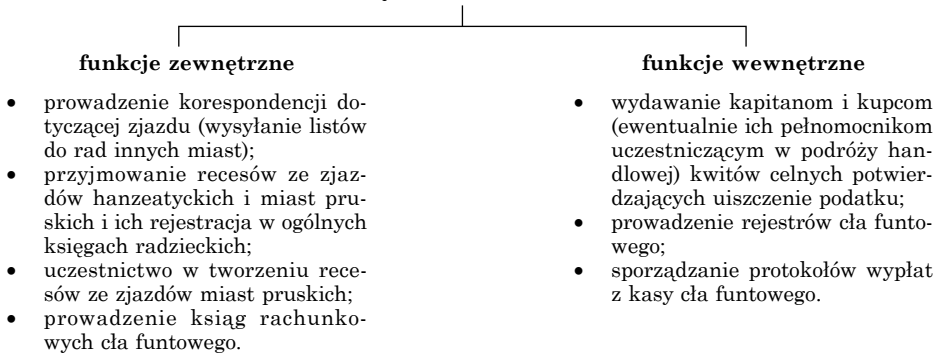 funkcje zewnętrzne
• prowadzenie korespondencji do-
tyczącej zjazdu (wysyłanie listów
do rad innych miast);
• przyjmowanie recesów ze zjaz-
dów hanzeatyckich i miast pru-
skich i ich rejestracja w ogólnych
księgach radzieckich;
• uczestnictwo w tworzeniu rece-
sów ze zjazdów miast pruskich;
• prowadzenie ksiąg rachunko-
wych cła funtowego.
funkcje wewnętrzne
• wydawanie kapitanom i kupcom
(ewentualnie ich pełnomocnikom
uczestniczącym w podróży han-
dlowej) kwitów celnych potwier-
dzających uiszczenie podatku;
• prowadzenie rejestrów cła funto-
wego;
• sporządzanie protokołów wypłat
z kasy cła funtowego.